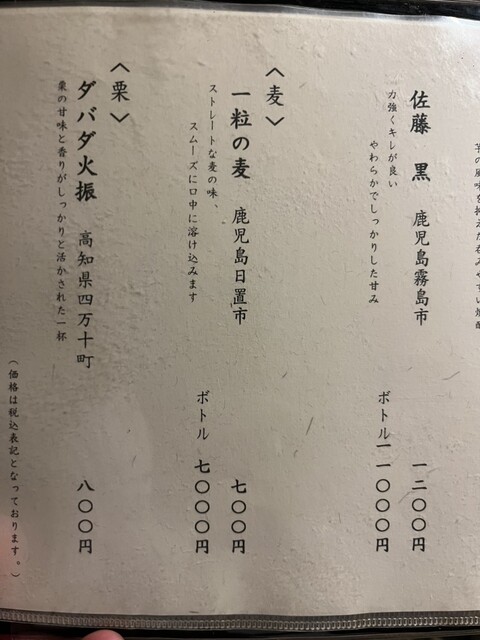 佐藤 黒 鹿児島霧島市 一二〇〇円
力強くキレが良い
やわらかでしっかりした甘み
ボトル一一〇〇〇円
〈麦〉
一粒の麦 鹿児島日置市 七〇〇円
ストレートな麦の味、
スムーズに口中に溶け込みます
ボトル 七〇〇〇円
〈栗〉
ダバダ火振 高知県四万十町 八〇〇円
栗の甘味と香りがしっかりと活かされた一杯
(価格は税込表記となっております。)